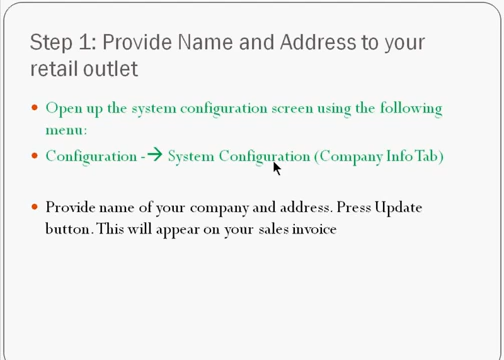 Step 1: Provide Name and Address to your
retail outlet
• Open up the system configuration screen using the following
menu:
• Configuration -→ System Configuration (Company Info Tab)
• Provide name of your company and address. Press Update
button. This will appear on your sales invoice